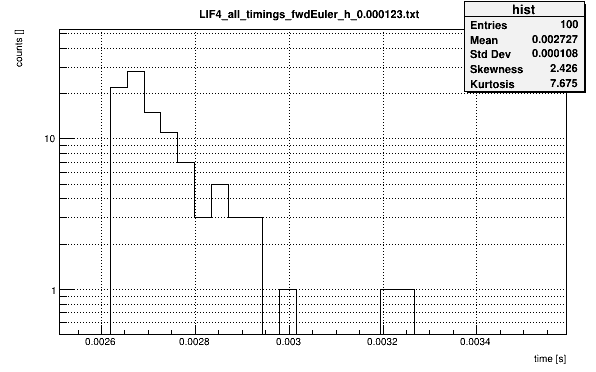 LIF4_all_timings_fwdEuler_h_0.000123.txt
hist
Entries 100
Mean 0.002727
Std Dev 0.000108
Skewness 2.426
Kurtosis 7.675
counts []
10
1
0.0026 0.0028 0.003 0.0032 0.0034
time [s]